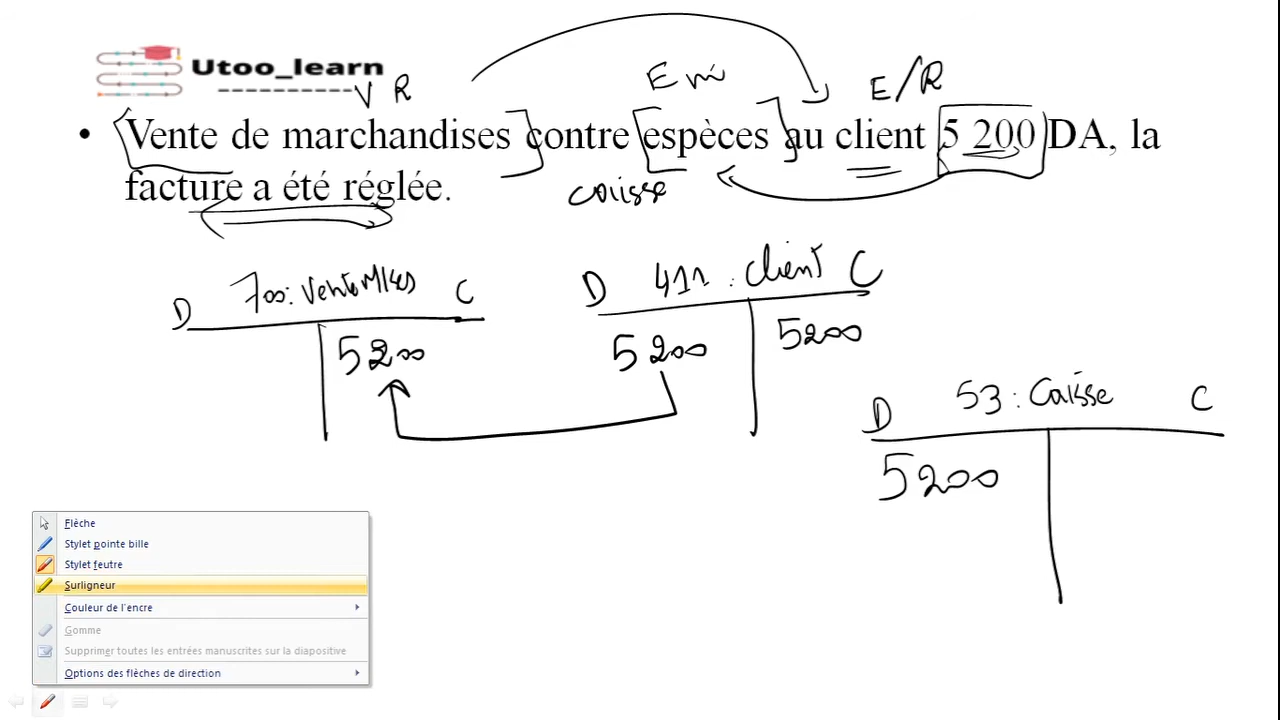 Utoo_learn
V R
E
E/R
• Vente de marchandises contre espèces au client 5 200 DA, la
facture a été réglée.
caisse
D 700: Vente M/ses C
5200
D 411 : client C
5200 5200
D 53 : Caisse C
5200
Flèche
Stylet pointe bille
Stylet feutre
Surligneur
Couleur de l'encre
Gomme
Supprimer toutes les entrées manuscrites sur la diapositive
Options des flèches de direction